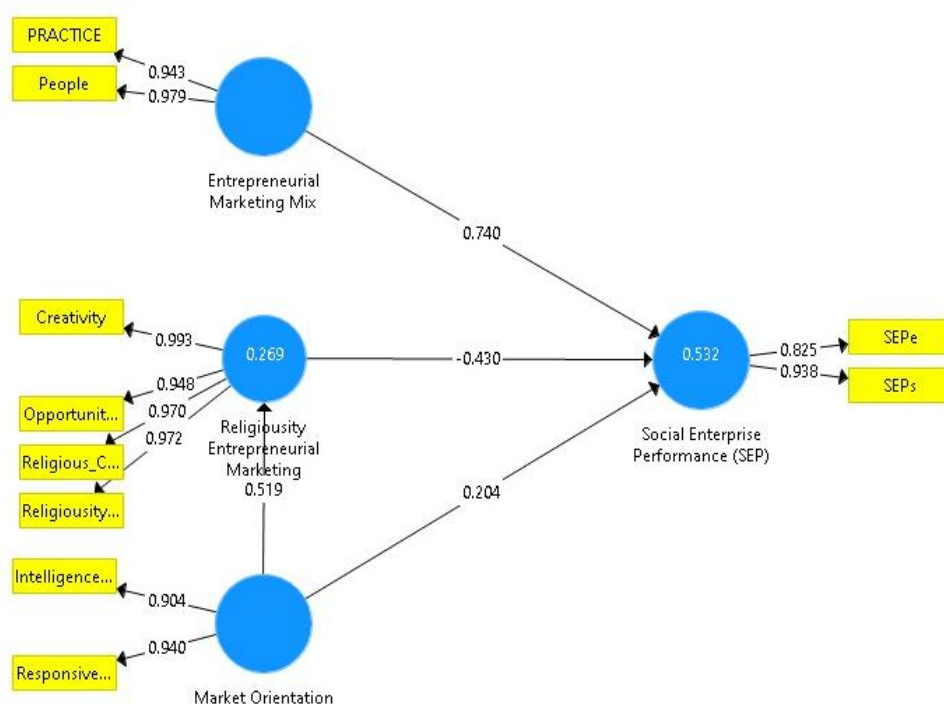 PRACTICE
0.943
People
0.979
Entrepreneurial
Marketing Mix
0.740
Creativity
0.993
0.269
-0.430
0.532
0.825
SEPe
0.938
SEPs
0.948
Opportunit...
0.970
Religious_C...
0.972
Religiousity...
Religiousity
Entrepreneurial
Marketing
0.519
Social Enterprise
Performance (SEP)
0.204
Intelligence...
0.904
0.940
Responsive...
Market Orientation